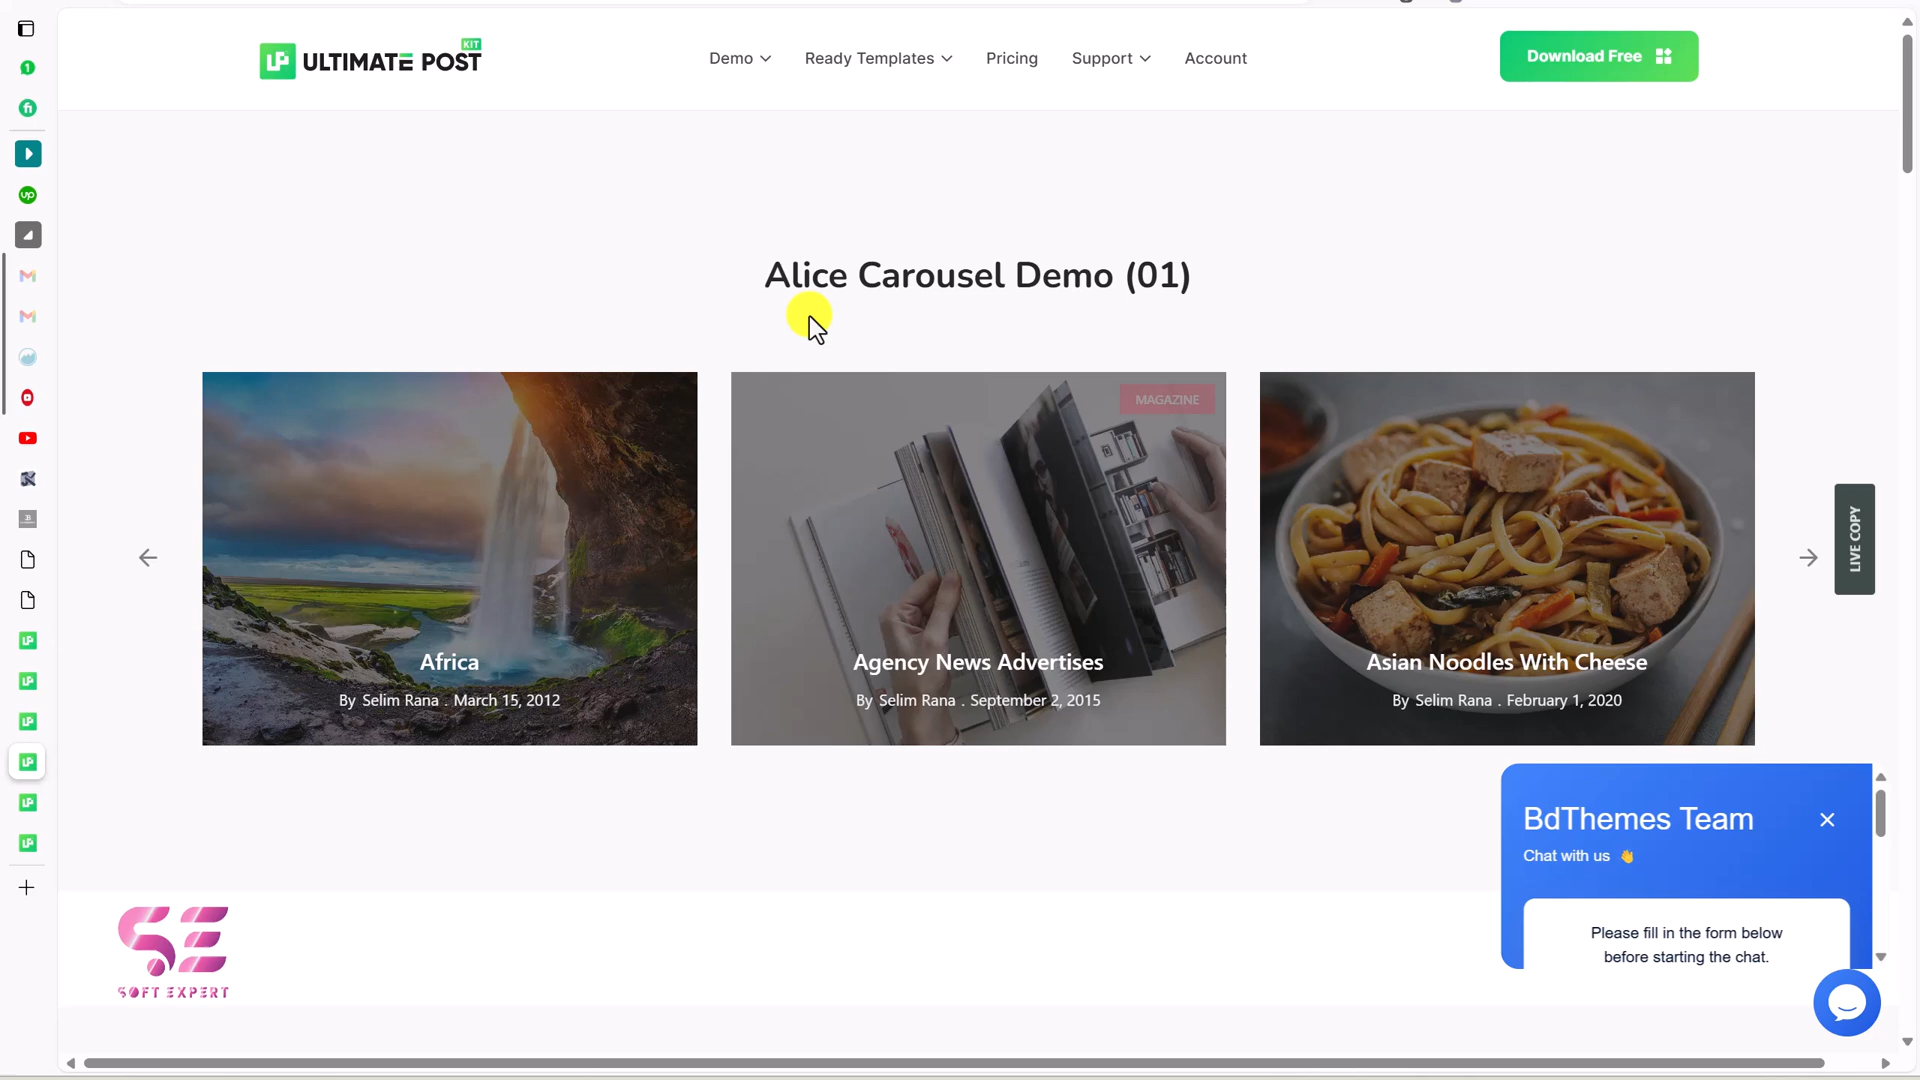 ULTIMATE POST KIT
Demo
Ready Templates
Pricing
Support
Account
Download Free
Alice Carousel Demo (01)
MAGAZINE
Africa
By Selim Rana . March 15, 2012
Agency News Advertises
By Selim Rana . September 2, 2015
Asian Noodles With Cheese
By Selim Rana . February 1, 2020
LIVE COPY
BdThemes Team
Chat with us 👋
Please fill in the form below
before starting the chat.
SE
SOFT EXPERT